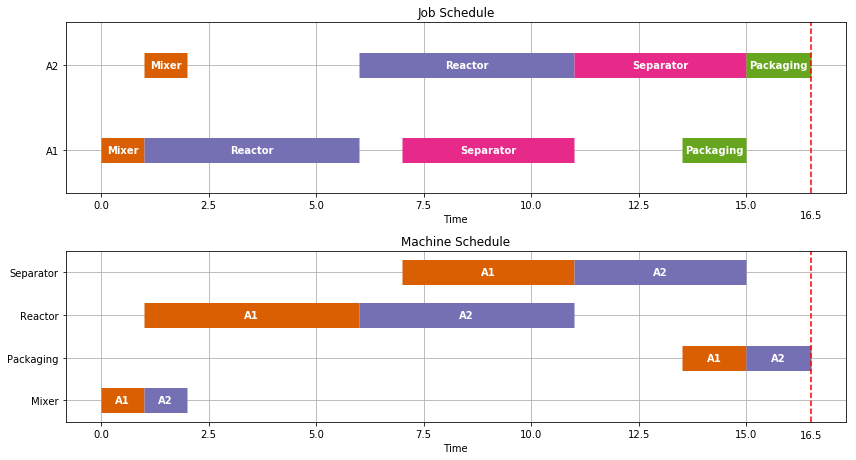 Job Schedule
A2
Mixer
Reactor
Separator
Packaging
A1
Mixer
Reactor
Separator
Packaging
0.0 2.5 5.0 7.5 10.0 12.5 15.0
16.5
Time
Machine Schedule
Separator
A1
A2
Reactor
A1
A2
Packaging
A1
A2
Mixer
A1
A2
0.0 2.5 5.0 7.5 10.0 12.5 15.0
16.5
Time